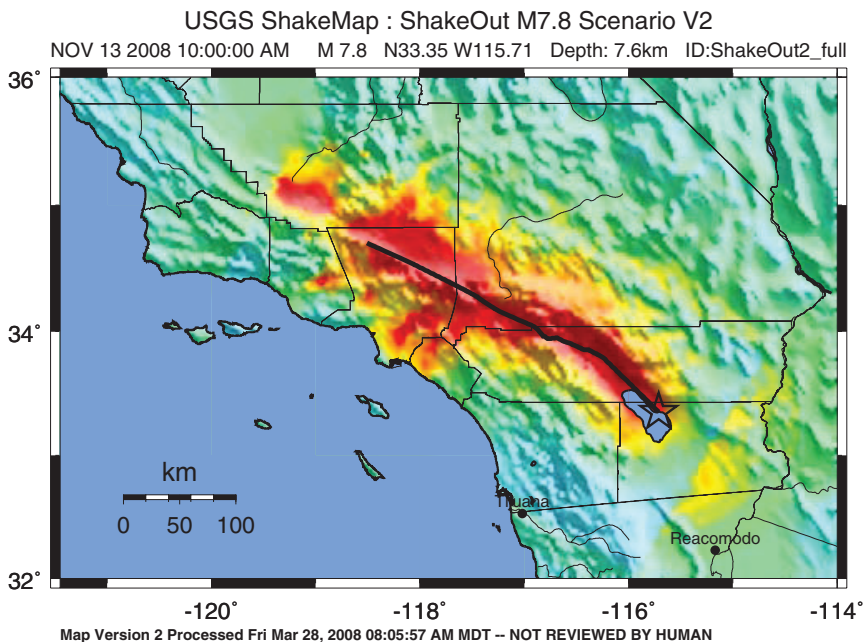 USGS ShakeMap : ShakeOut M7.8 Scenario V2
NOV 13 2008 10:00:00 AM M 7.8 N33.35 W115.71 Depth: 7.6km ID:ShakeOut2_full
36°
34°
km
0 50 100
Tijuana
Reacomodo
32°
-120° -118° -116° -114°
Map Version 2 Processed Fri Mar 28, 2008 08:05:57 AM MDT -- NOT REVIEWED BY HUMAN